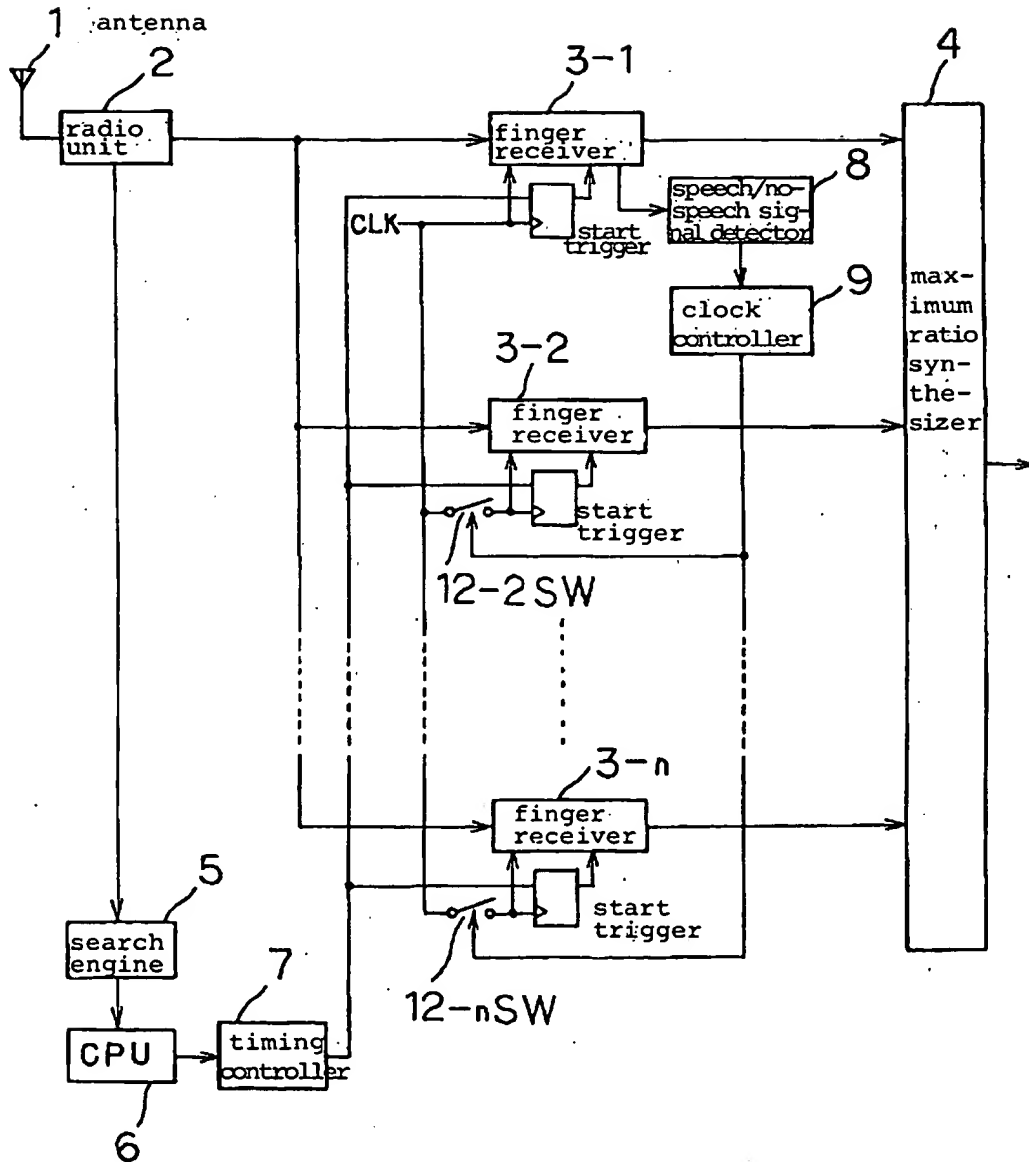 1 antenna
2
radio
unit
3-1
finger
receiver
4
8
speech/no-
speech sig-
nal detector
CLK
start
trigger
9
clock
controller
max-
imum
ratio
syn-
the-
sizer
3-2
finger
receiver
start
trigger
12-2SW
3-n
finger
receiver
start
trigger
12-nSW
5
search
engine
7
timing
controller
CPU
6